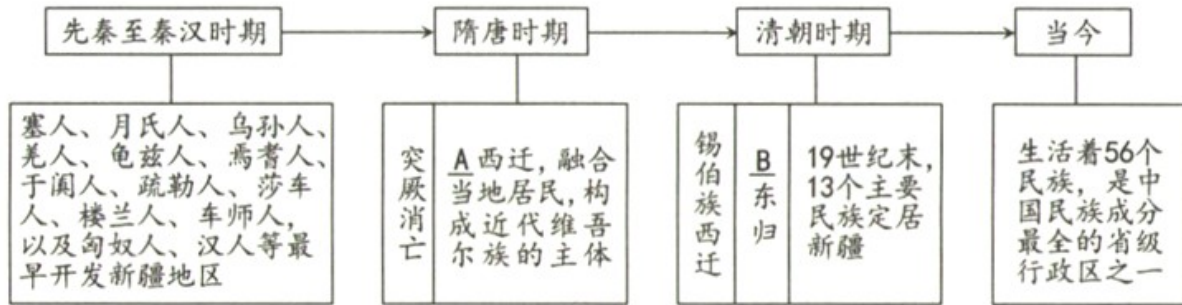 先秦至秦汉时期
隋唐时期
清朝时期
当今
塞人、月氏人、乌孙人、
羌人、龟兹人、焉耆人、
于阗人、疏勒人、莎车
人、楼兰人、车师人,
以及匈奴人、汉人等最
早开发新疆地区
突厥消亡
A西迁,融合
当地居民,构
成近代维吾
尔族的主体
锡伯族西迁
B东归
19世纪末,
13个主要
民族定居
新疆
生活着56个
民族,是中
国民族成分
最全的省级
行政区之一